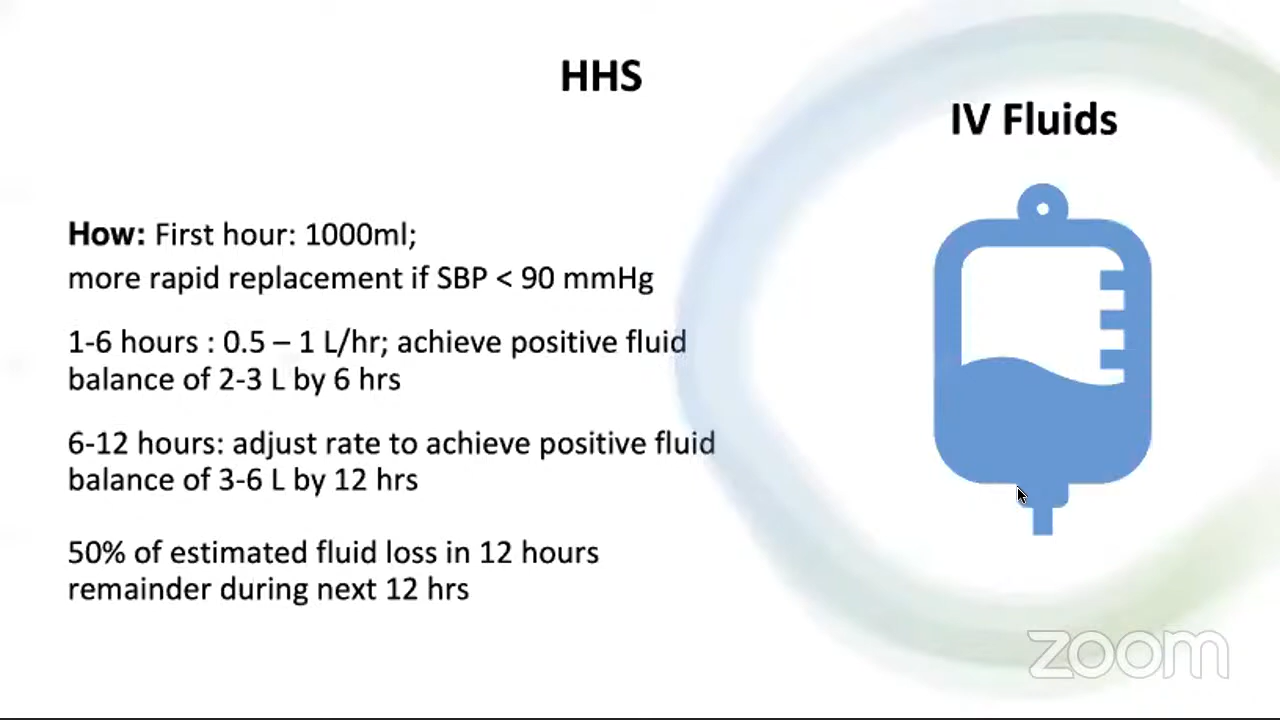 HHS
IV Fluids
How: First hour: 1000ml;
more rapid replacement if SBP < 90 mmHg
1-6 hours : 0.5 – 1 L/hr; achieve positive fluid
balance of 2-3 L by 6 hrs
6-12 hours: adjust rate to achieve positive fluid
balance of 3-6 L by 12 hrs
50% of estimated fluid loss in 12 hours
remainder during next 12 hrs
zoom